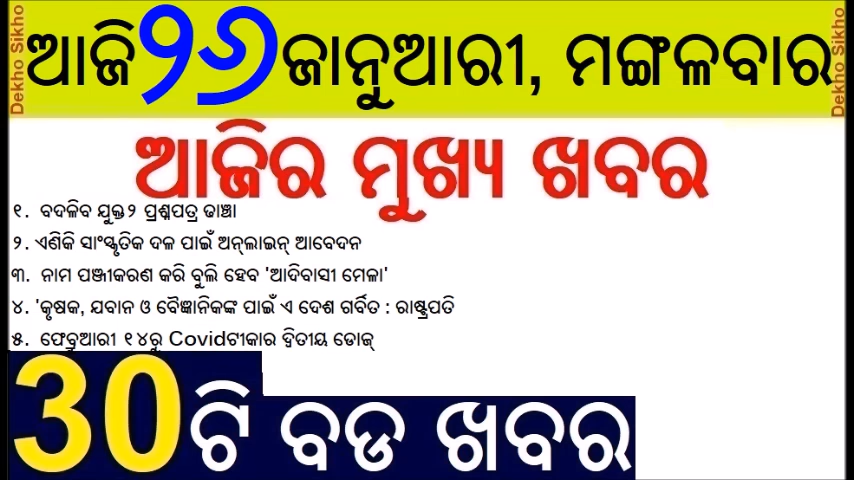 Dekho Sikho
ଆଜି ୨୬ ଜାନୁଆରୀ, ମଙ୍ଗଳବାର
Dekho Sikho
ଆଜିର ମୁଖ୍ୟ ଖବର
୧. ବଦଳିବ ଯୁକ୍ତ୨ ପ୍ରଶ୍ନପତ୍ର ଢାଞ୍ଚା
୨. ଏଣିକି ସାଂସ୍କୃତିକ ଦଳ ପାଇଁ ଅନ୍‌ଲାଇନ୍ ଆବେଦନ
୩. ନାମ ପଞ୍ଜୀକରଣ କରି ବୁଲି ହେବ 'ଆଦିବାସୀ ମେଳା'
୪. 'କୃଷକ, ଯବାନ ଓ ବୈଜ୍ଞାନିକଙ୍କ ପାଇଁ ଏ ଦେଶ ଗର୍ବିତ : ରାଷ୍ଟ୍ରପତି
୫. ଫେବ୍ରୁଆରୀ ୧୪ରୁ Covidଟୀକାର ଦ୍ୱିତୀୟ ଡୋଜ୍
30ଟି ବଡ ଖବର